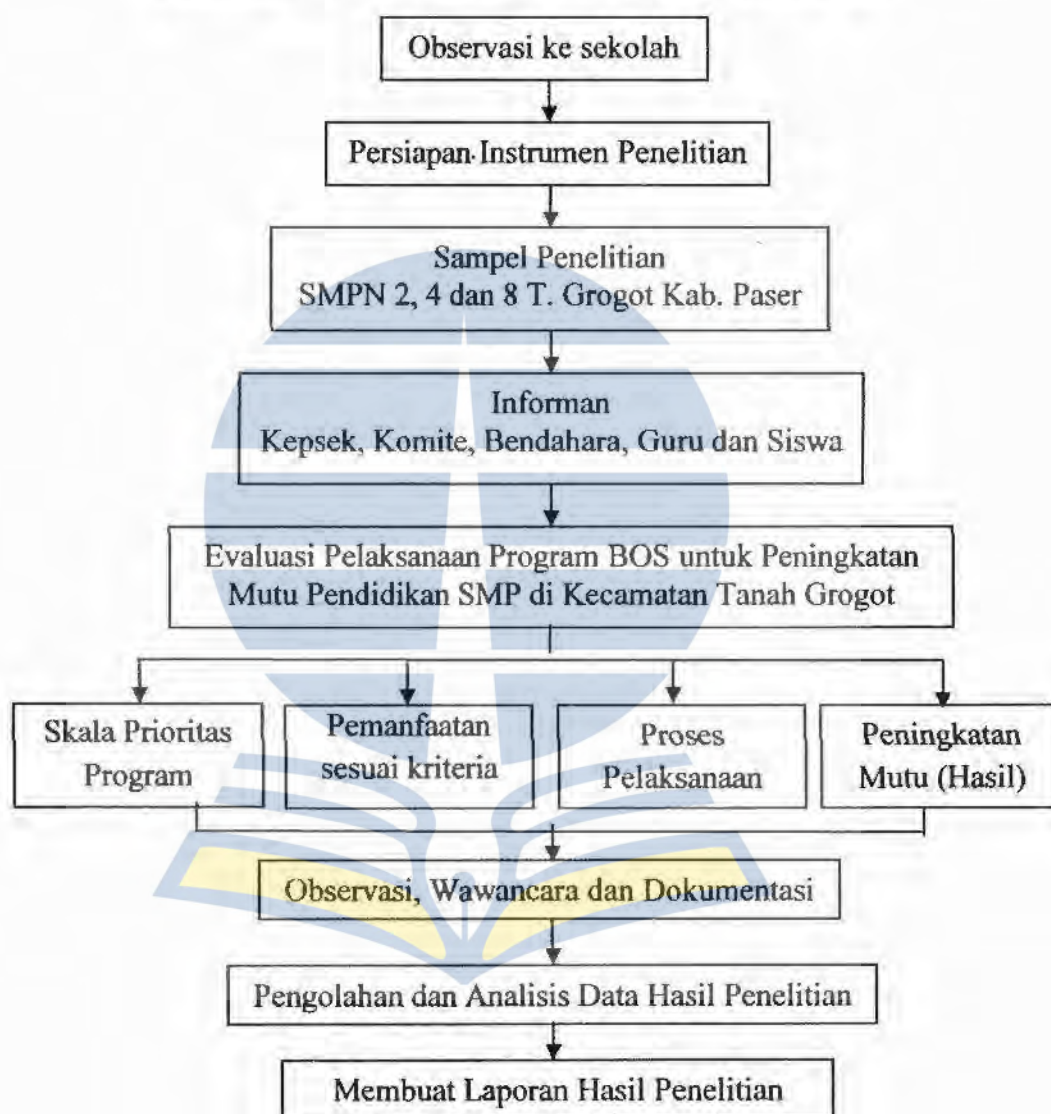 Observasi ke sekolah
Persiapan Instrumen Penelitian
Sampel Penelitian
SMPN 2, 4 dan 8 T. Grogot Kab. Paser
Informan
Kepsek, Komite, Bendahara, Guru dan Siswa
Evaluasi Pelaksanaan Program BOS untuk Peningkatan
Mutu Pendidikan SMP di Kecamatan Tanah Grogot
Skala Prioritas
Program
Pemanfaatan
sesuai kriteria
Proses
Pelaksanaan
Peningkatan
Mutu (Hasil)
Observasi, Wawancara dan Dokumentasi
Pengolahan dan Analisis Data Hasil Penelitian
Membuat Laporan Hasil Penelitian